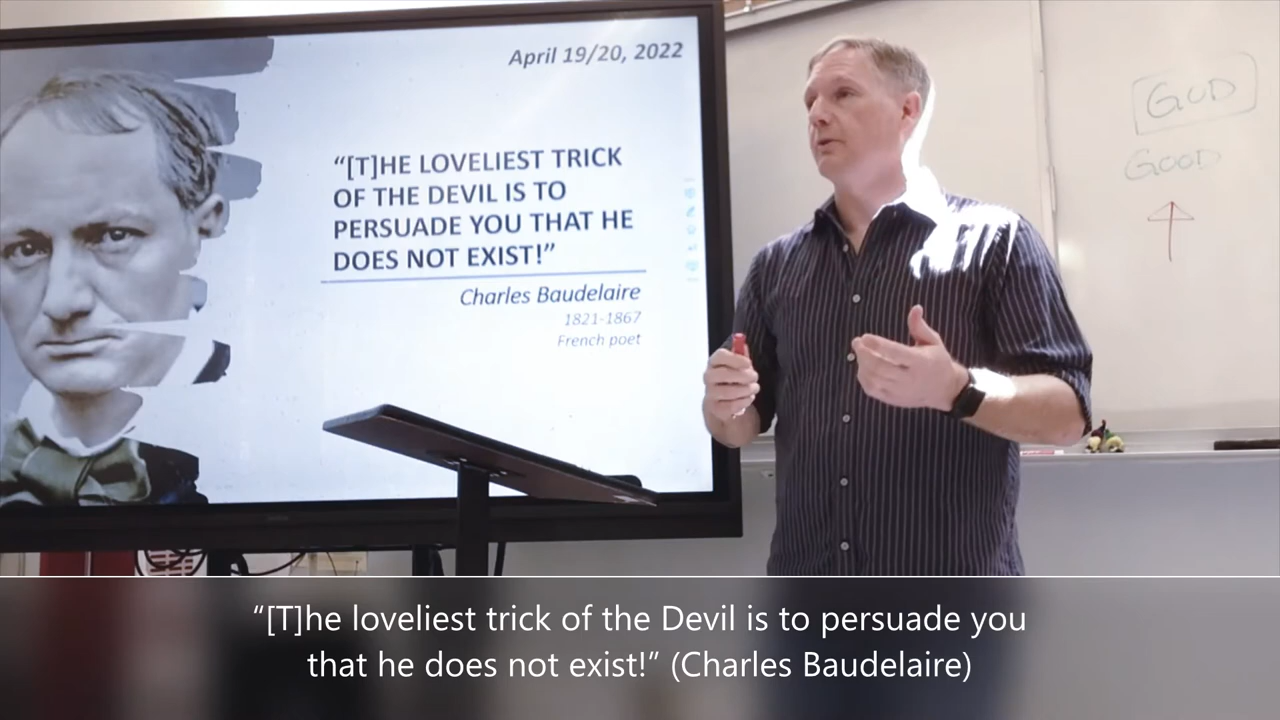 April 19/20, 2022
“[T]HE LOVELIEST TRICK
OF THE DEVIL IS TO
PERSUADE YOU THAT HE
DOES NOT EXIST!”
Charles Baudelaire
1821-1867
French poet
GOD
GOOD
“[T]he loveliest trick of the Devil is to persuade you
that he does not exist!” (Charles Baudelaire)